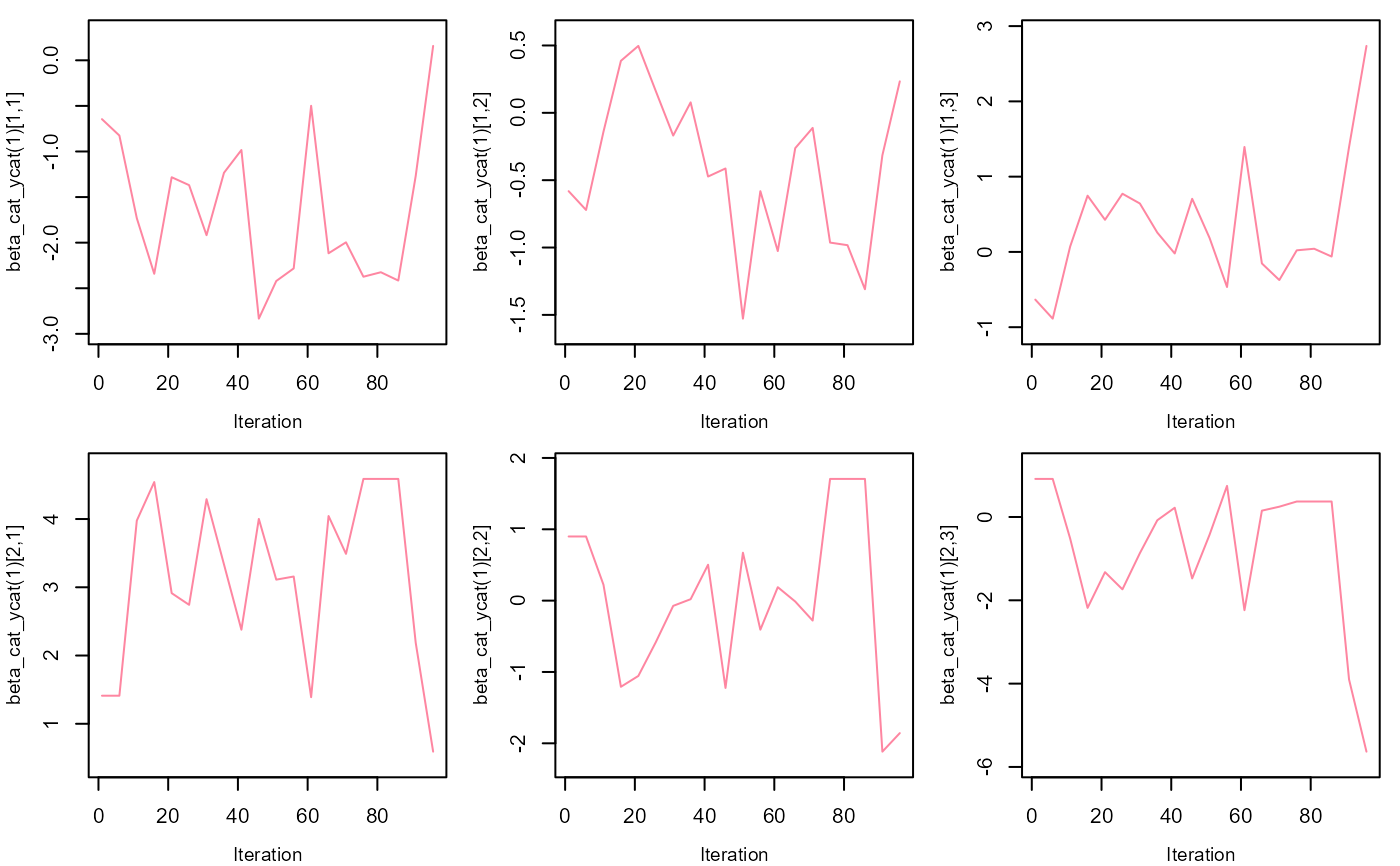 beta_cat_ycat(1)[1,1]
0.0
-1.0
-2.0
-3.0
0 20 40 60 80
Iteration
beta_cat_ycat(1)[1,2]
0.5
0.0
-0.5
-1.0
-1.5
0 20 40 60 80
Iteration
beta_cat_ycat(1)[1,3]
3
2
1
0
-1
0 20 40 60 80
Iteration
beta_cat_ycat(1)[2,1]
4
3
2
1
0 20 40 60 80
Iteration
beta_cat_ycat(1)[2,2]
2
1
0
-1
-2
0 20 40 60 80
Iteration
beta_cat_ycat(1)[2,3]
0
-2
-4
-6
0 20 40 60 80
Iteration